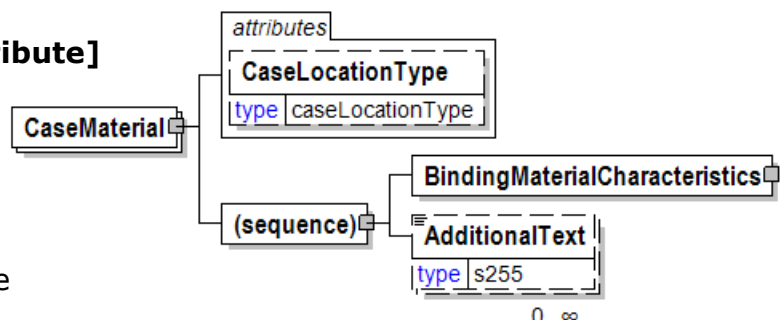 ibute]
attributes
CaseLocationType
type caseLocationType
CaseMaterial
BindingMaterialCharacteristics
(sequence)
AdditionalText
type s255
e
0 ∞